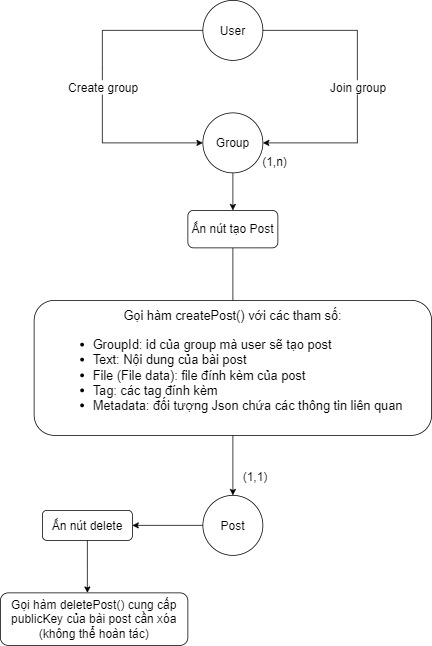 User
Create group
Join group
Group
(1,n)
Ấn nút tạo Post
Gọi hàm createPost() với các tham số:
• GroupId: id của group mà user sẽ tạo post
• Text: Nội dung của bài post
• File (File data): file đính kèm của post
• Tag: các tag đính kèm
• Metadata: đối tượng Json chứa các thông tin liên quan
(1,1)
Ấn nút delete
Post
Gọi hàm deletePost() cung cấp
publicKey của bài post cần xóa
(không thể hoàn tác)